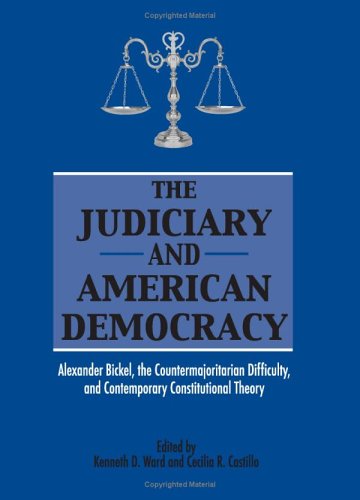 Copyrighted Material
THE
JUDICIARY
AND
AMERICAN
DEMOCRACY
Alexander Bickel, the Countermajoritarian Difficulty,
and Contemporary Constitutional Theory
Edited by
Kenneth D. Ward and Cecilia R. Castillo
Copyrighted Material